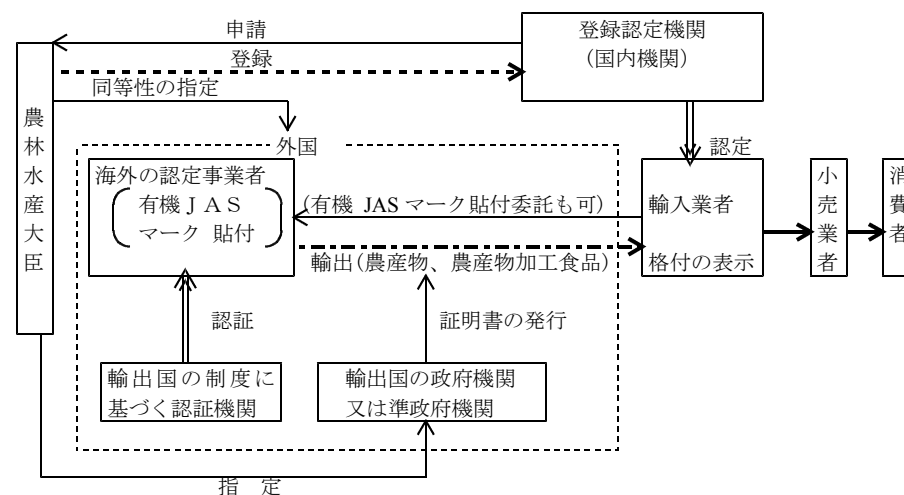 申請
登録認定機関
（国内機関）
登録
同等性の指定
農林水産大臣
外国
認定
海外の認定事業者
有機ＪＡＳ
マーク 貼付
(有機 JAS マーク貼付委託も可)
輸入業者
格付の表示
小売業者
消費者
輸出(農産物、農産物加工食品)
認証
証明書の発行
輸出国の制度に
基づく認証機関
輸出国の政府機関
又は準政府機関
指　定